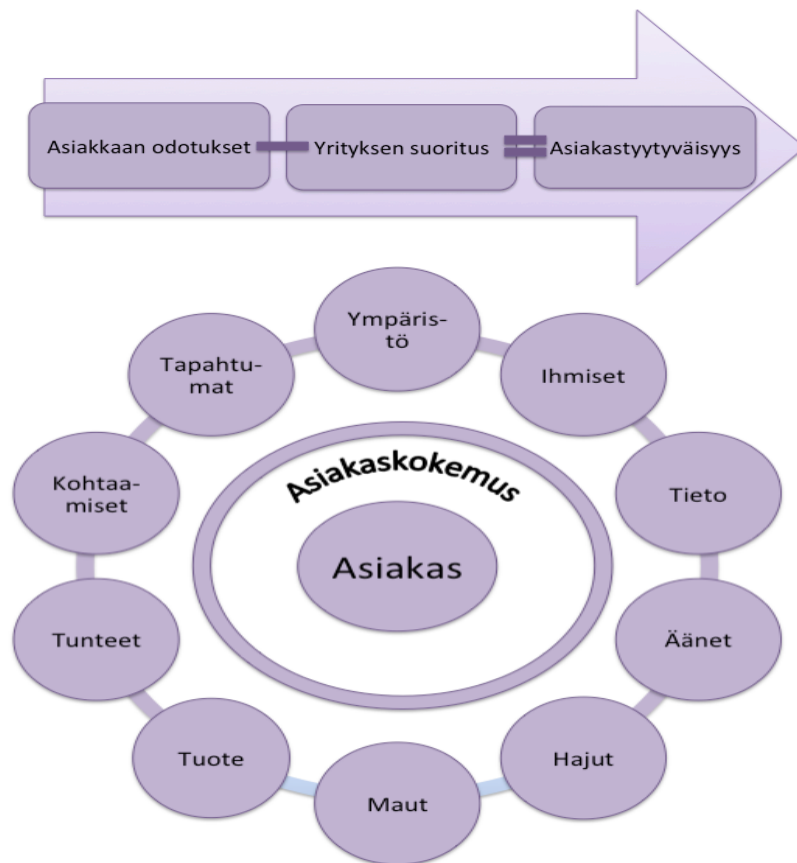 Asiakkaan odotukset
Yrityksen suoritus
Asiakastyytyväisyys
Ympäris-
tö
Ihmiset
Tieto
Äänet
Hajut
Maut
Tuote
Tunteet
Kohtaa-
miset
Tapahtu-
mat
Asiakaskokemus
Asiakas